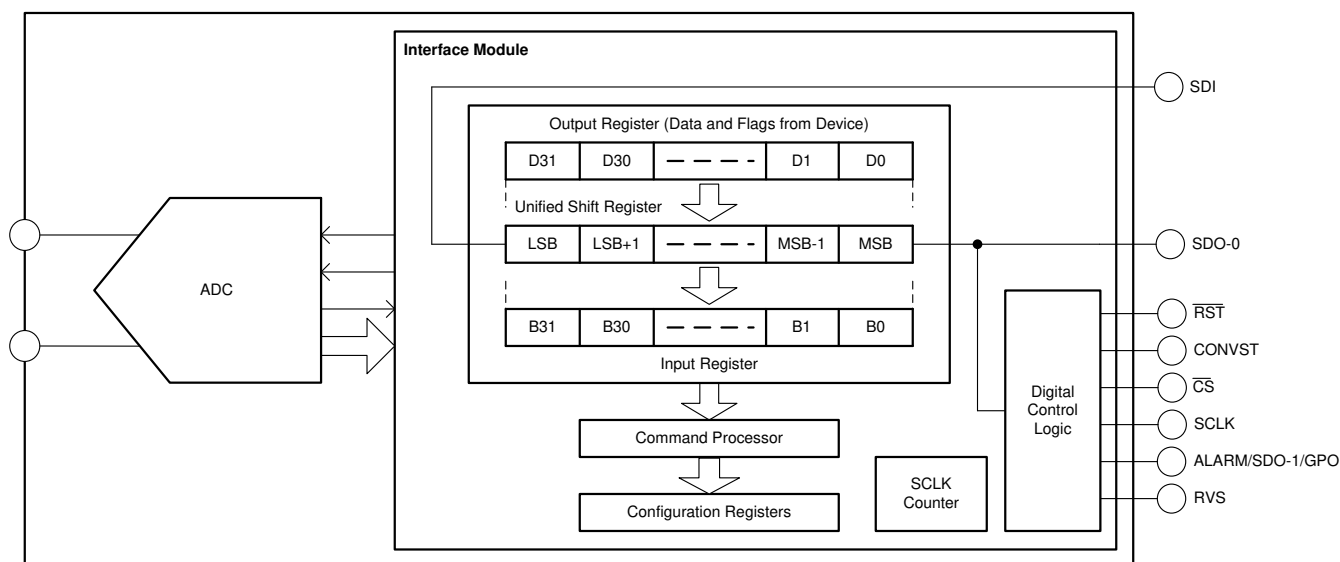 Interface Module
SDI
Output Register (Data and Flags from Device)
D31 D30 D1 D0
Unified Shift Register
LSB LSB+1 MSB-1 MSB
SDO-0
ADC
B31 B30 B1 B0
Input Register
Command Processor
Configuration Registers
SCLK
Counter
Digital
Control
Logic
RST
CONVST
CS
SCLK
ALARM/SDO-1/GPO
RVS